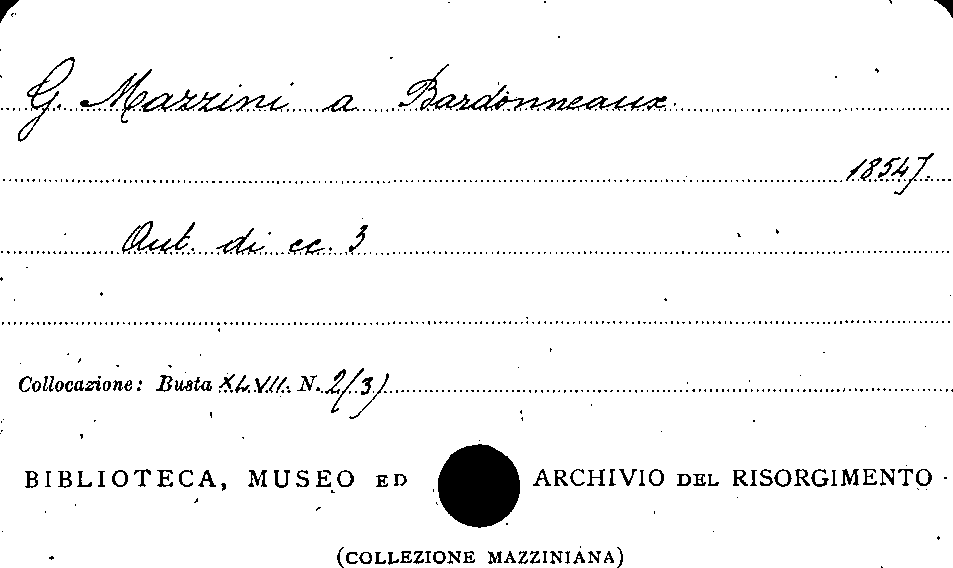 G. Mazzini a Bardonneaux.
1854].
Aut. di cc. 3
Collocazione: Busta XLVII. N. 2(3)
BIBLIOTECA, MUSEO ED ARCHIVIO DEL RISORGIMENTO
(COLLEZIONE MAZZINIANA)